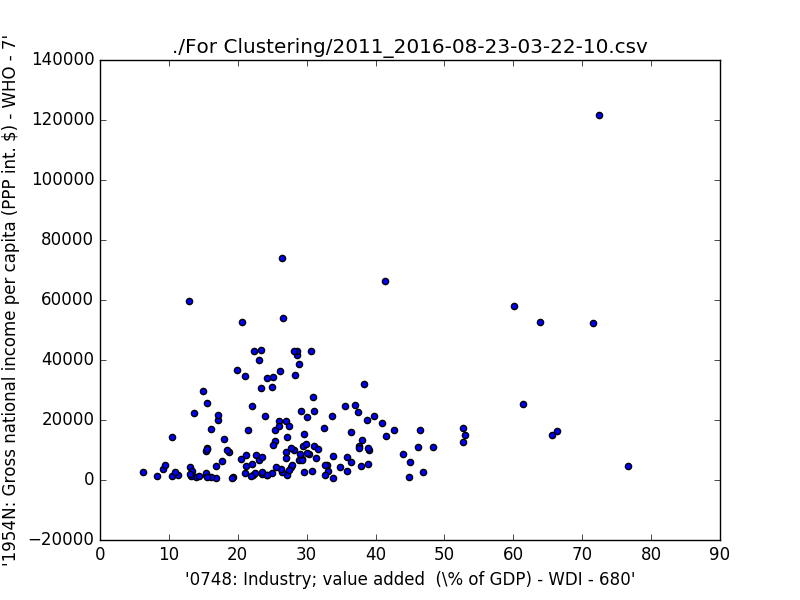 ./For Clustering/2011_2016-08-23-03-22-10.csv
'1954N: Gross national income per capita (PPP int. $) - WHO - 7'
140000
120000
100000
80000
60000
40000
20000
0
−20000
0 10 20 30 40 50 60 70 80 90
'0748: Industry; value added  (\% of GDP) - WDI - 680'